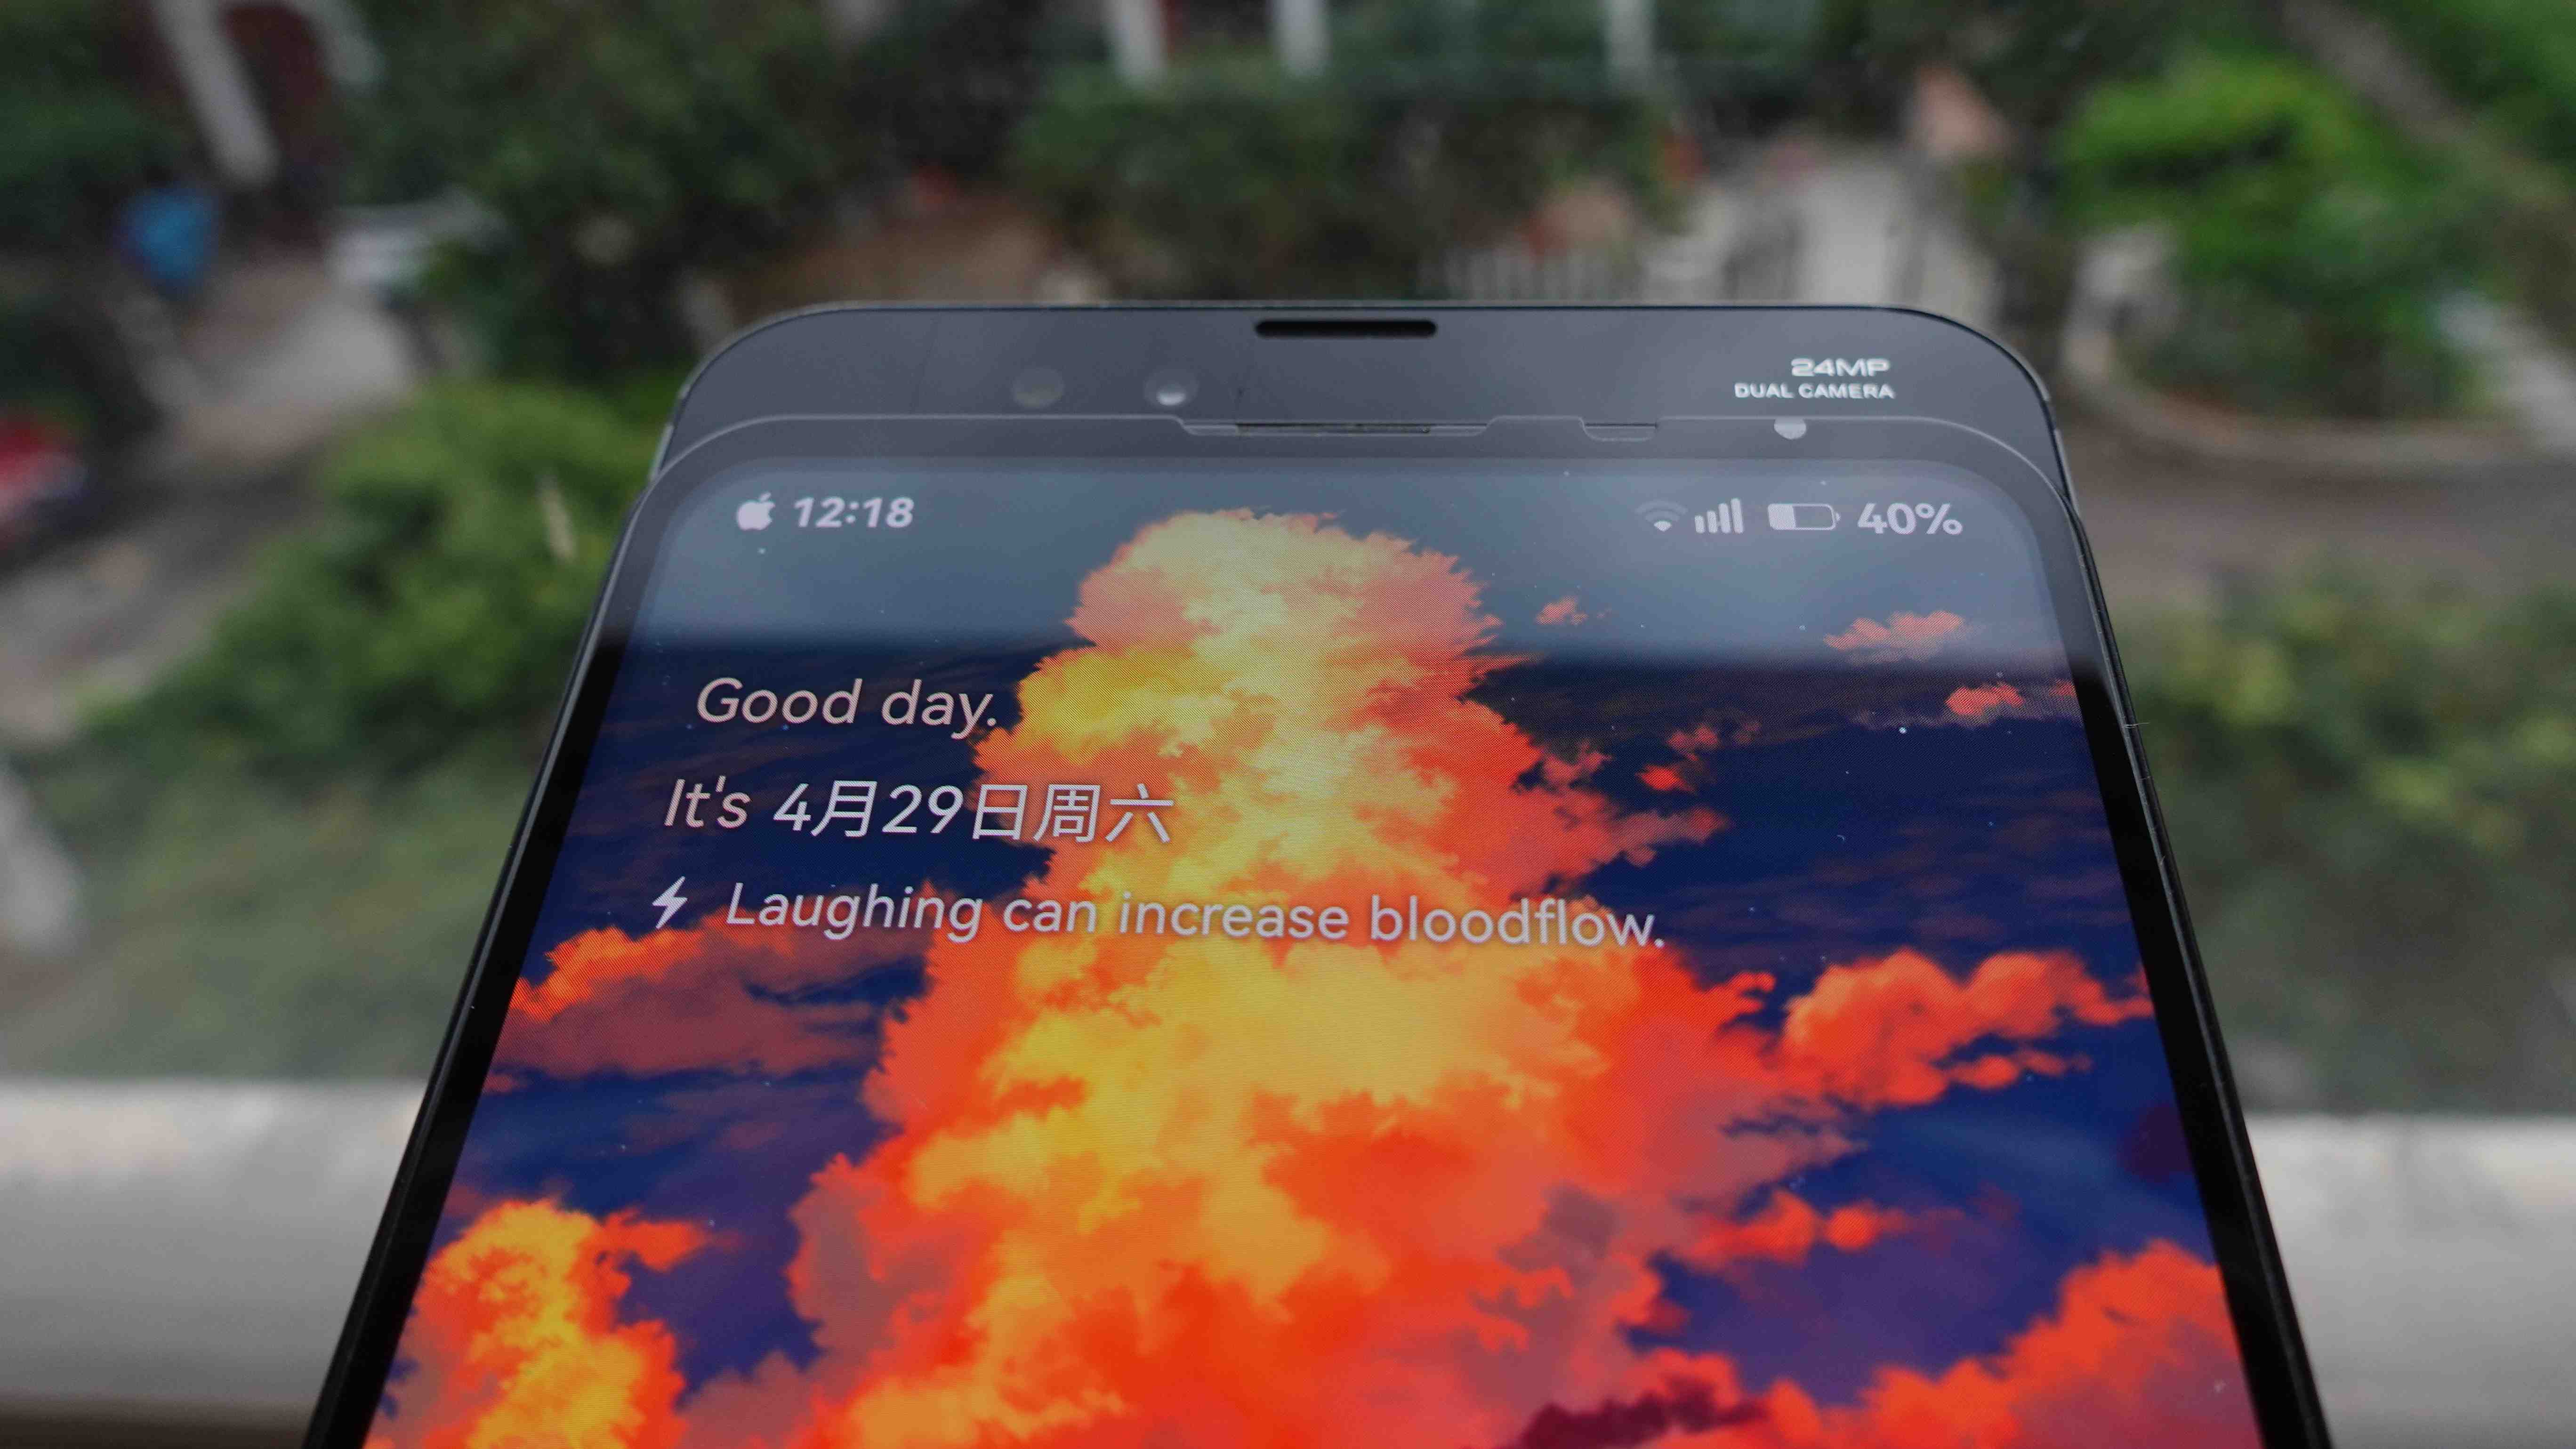 24MP
DUAL CAMERA
12:18 40%
Good day.
It's 4月29日周六
Laughing can increase bloodflow.